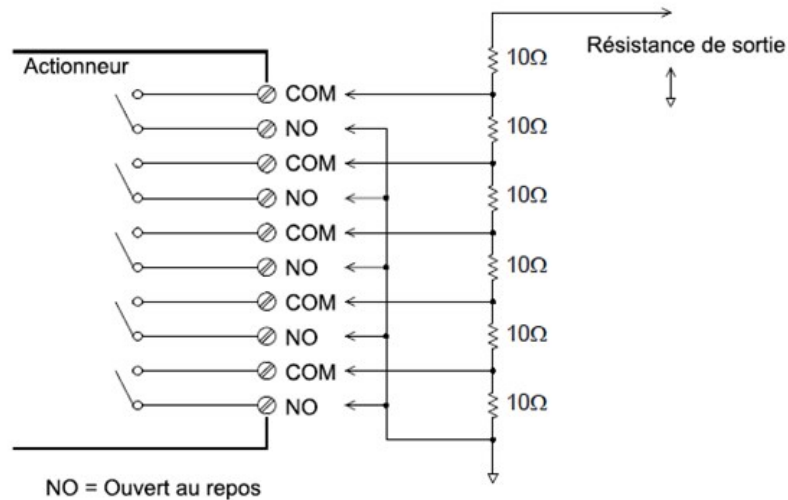 10Ω
Résistance de sortie
Actionneur
COM
10Ω
NO
COM
10Ω
NO
COM
10Ω
NO
COM
10Ω
NO
COM
10Ω
NO
NO = Ouvert au repos